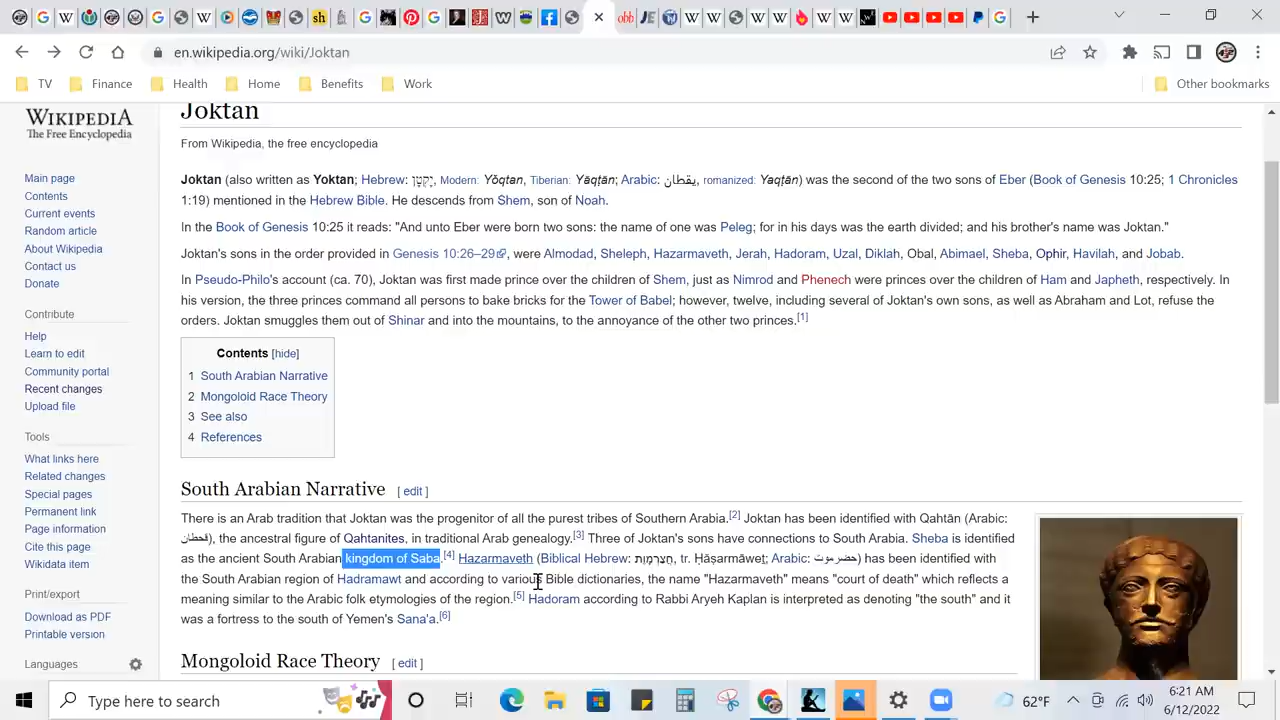 en.wikipedia.org/wiki/Joktan
TV Finance Health Home Benefits Work Other bookmarks
WIKIPEDIA
The Free Encyclopedia
Main page
Contents
Current events
Random article
About Wikipedia
Contact us
Donate
Contribute
Help
Learn to edit
Community portal
Recent changes
Upload file
Tools
What links here
Related changes
Special pages
Permanent link
Page information
Cite this page
Wikidata item
Print/export
Download as PDF
Printable version
Languages
Joktan
From Wikipedia, the free encyclopedia
Joktan (also written as Yoktan; Hebrew: יָקְטָן, Modern: Yŏqtan, Tiberian: Yāqṭān; Arabic: يقطان, romanized: Yaqṭān) was the second of the two sons of Eber (Book of Genesis 10:25; 1 Chronicles
1:19) mentioned in the Hebrew Bible. He descends from Shem, son of Noah.
In the Book of Genesis 10:25 it reads: "And unto Eber were born two sons: the name of one was Peleg; for in his days was the earth divided; and his brother's name was Joktan."
Joktan's sons in the order provided in Genesis 10:26–29, were Almodad, Sheleph, Hazarmaveth, Jerah, Hadoram, Uzal, Diklah, Obal, Abimael, Sheba, Ophir, Havilah, and Jobab.
In Pseudo-Philo's account (ca. 70), Joktan was first made prince over the children of Shem, just as Nimrod and Phenech were princes over the children of Ham and Japheth, respectively. In
his version, the three princes command all persons to bake bricks for the Tower of Babel; however, twelve, including several of Joktan's own sons, as well as Abraham and Lot, refuse the
orders. Joktan smuggles them out of Shinar and into the mountains, to the annoyance of the other two princes.[1]
Contents [hide]
1 South Arabian Narrative
2 Mongoloid Race Theory
3 See also
4 References
South Arabian Narrative [ edit ]
There is an Arab tradition that Joktan was the progenitor of all the purest tribes of Southern Arabia.[2] Joktan has been identified with Qahtān (Arabic:
قحطان), the ancestral figure of Qahtanites, in traditional Arab genealogy.[3] Three of Joktan's sons have connections to South Arabia. Sheba is identified
as the ancient South Arabian kingdom of Saba.[4] Hazarmaveth (Biblical Hebrew: חֲצַרְמָוֶת, tr. Ḥăṣarmāweṯ; Arabic: حضرموت) has been identified with
the South Arabian region of Hadramawt and according to various Bible dictionaries, the name "Hazarmaveth" means "court of death" which reflects a
meaning similar to the Arabic folk etymologies of the region.[5] Hadoram according to Rabbi Aryeh Kaplan is interpreted as denoting "the south" and it
was a fortress to the south of Yemen's Sana'a.[6]
Mongoloid Race Theory [ edit ]
Type here to search
62°F
6:21 AM
6/12/2022